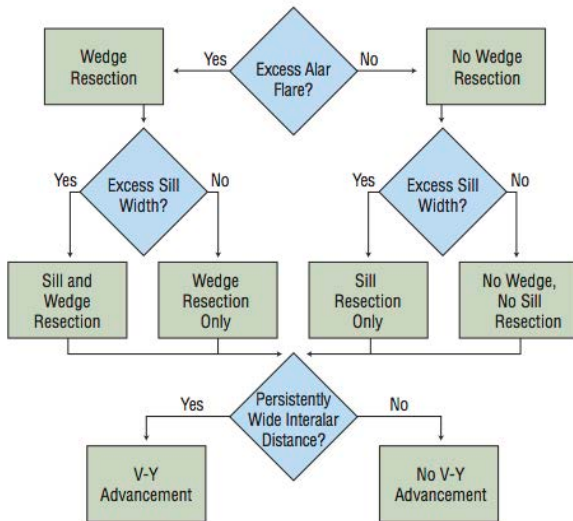 Wedge
Resection
Yes
Excess Alar
Flare?
No
No Wedge
Resection
Yes
Excess Sill
Width?
No
Yes
Excess Sill
Width?
No
Sill and
Wedge
Resection
Wedge
Resection
Only
Sill
Resection
Only
No Wedge,
No Sill
Resection
Yes
Persistently
Wide Interalar
Distance?
No
V-Y
Advancement
No V-Y
Advancement